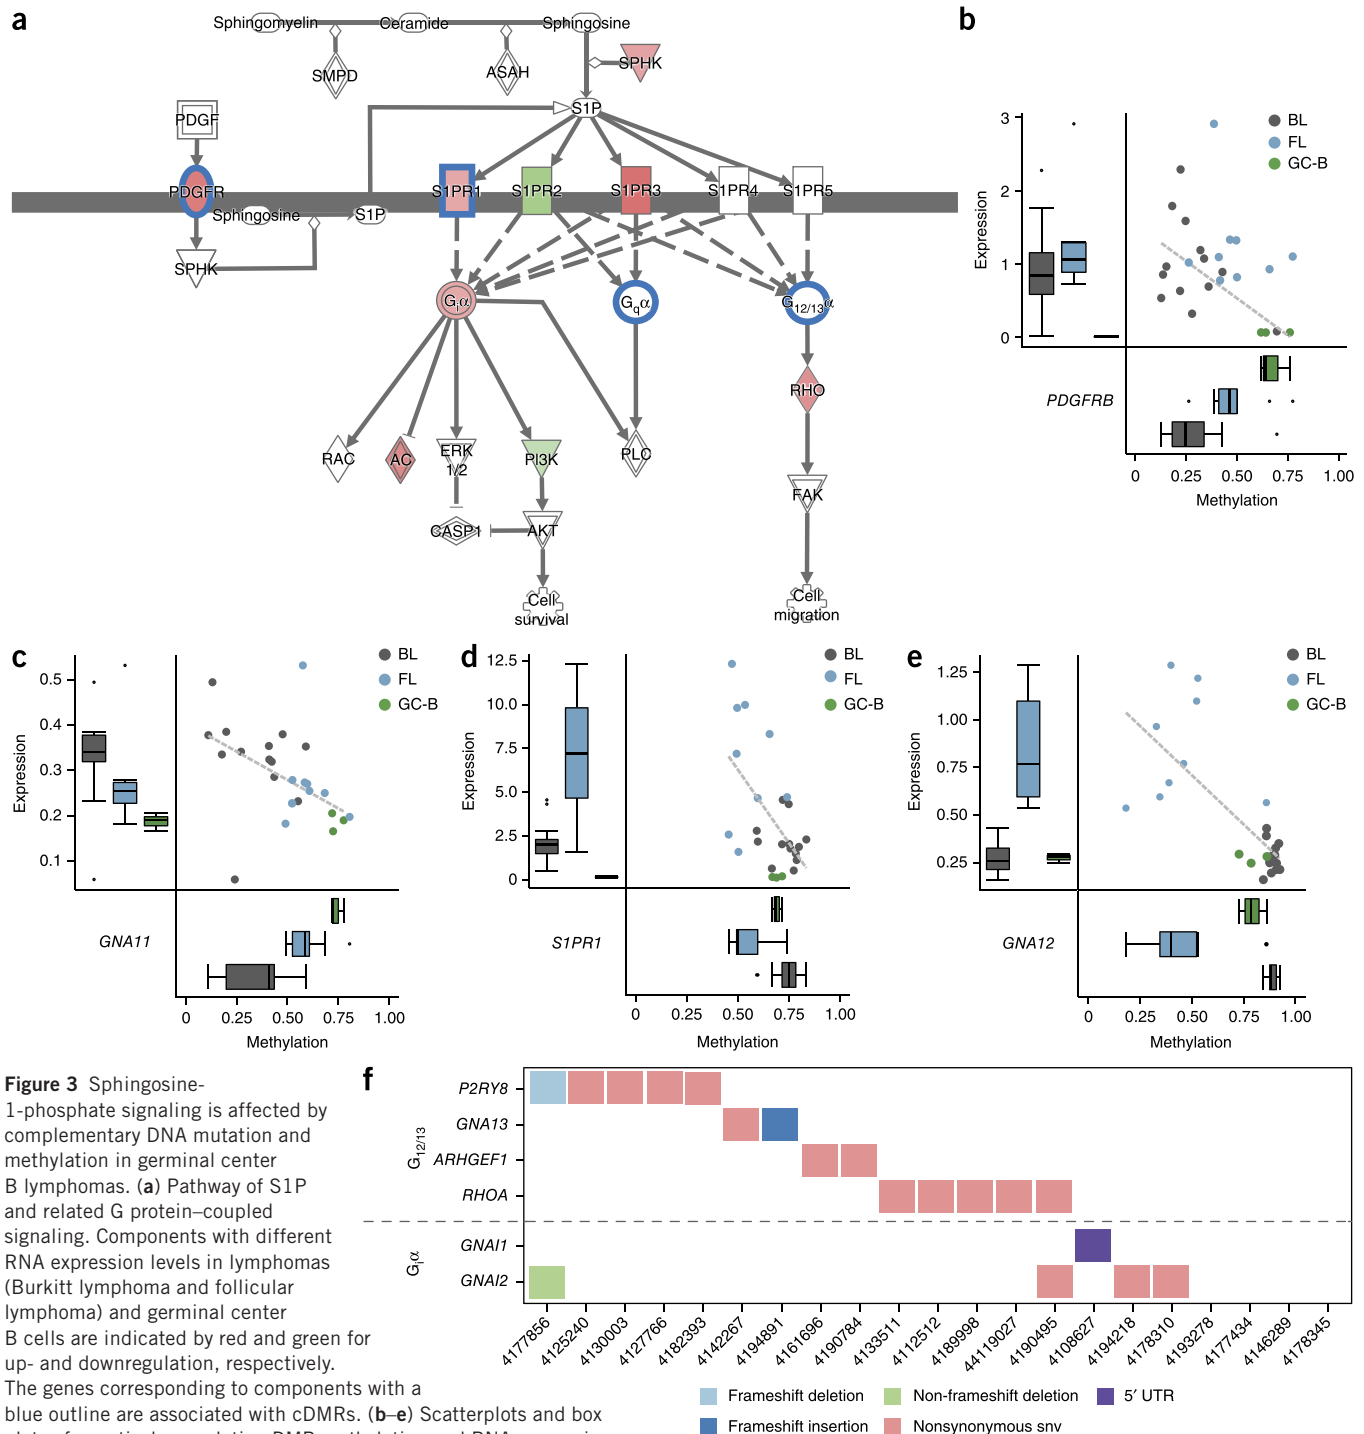 a
Sphingomyelin
Ceramide
Sphingosine
SMPD
ASAH
SPHK
PDGF
S1P
PDGFR
S1PR1
S1PR2
S1PR3
S1PR4
S1PR5
Sphingosine
S1P
SPHK
Giα
Gqα
G12/13α
RHO
RAC
AC
ERK
1/2
PI3K
PLC
FAK
CASP1
AKT
Cell
survival
Cell
migration
b
BL
FL
GC-B
Expression
3
2
1
0
PDGFRB
0 0.25 0.50 0.75 1.00
Methylation
c
BL
FL
GC-B
Expression
0.5
0.4
0.3
0.2
0.1
GNA11
0 0.25 0.50 0.75 1.00
Methylation
d
BL
FL
GC-B
Expression
12.5
10.0
7.5
5.0
2.5
0
S1PR1
0 0.25 0.50 0.75 1.00
Methylation
e
BL
FL
GC-B
Expression
1.25
1.00
0.75
0.50
0.25
GNA12
0 0.25 0.50 0.75 1.00
Methylation
Figure 3 Sphingosine-
1-phosphate signaling is affected by
complementary DNA mutation and
methylation in germinal center
B lymphomas. (a) Pathway of S1P
and related G protein–coupled
signaling. Components with different
RNA expression levels in lymphomas
(Burkitt lymphoma and follicular
lymphoma) and germinal center
B cells are indicated by red and green for
up- and downregulation, respectively.
The genes corresponding to components with a
blue outline are associated with cDMRs. (b–e) Scatterplots and box
f
G12/13
P2RY8
GNA13
ARHGEF1
RHOA
Giα
GNAI1
GNAI2
4177856
4125240
4130003
4127766
4182393
4142267
4194891
4161696
4190784
4133511
4112512
4189998
44119027
4190495
4108627
4194218
4178310
4193278
4177434
4146289
4178345
Frameshift deletion
Non-frameshift deletion
5′ UTR
Frameshift insertion
Nonsynonymous snv